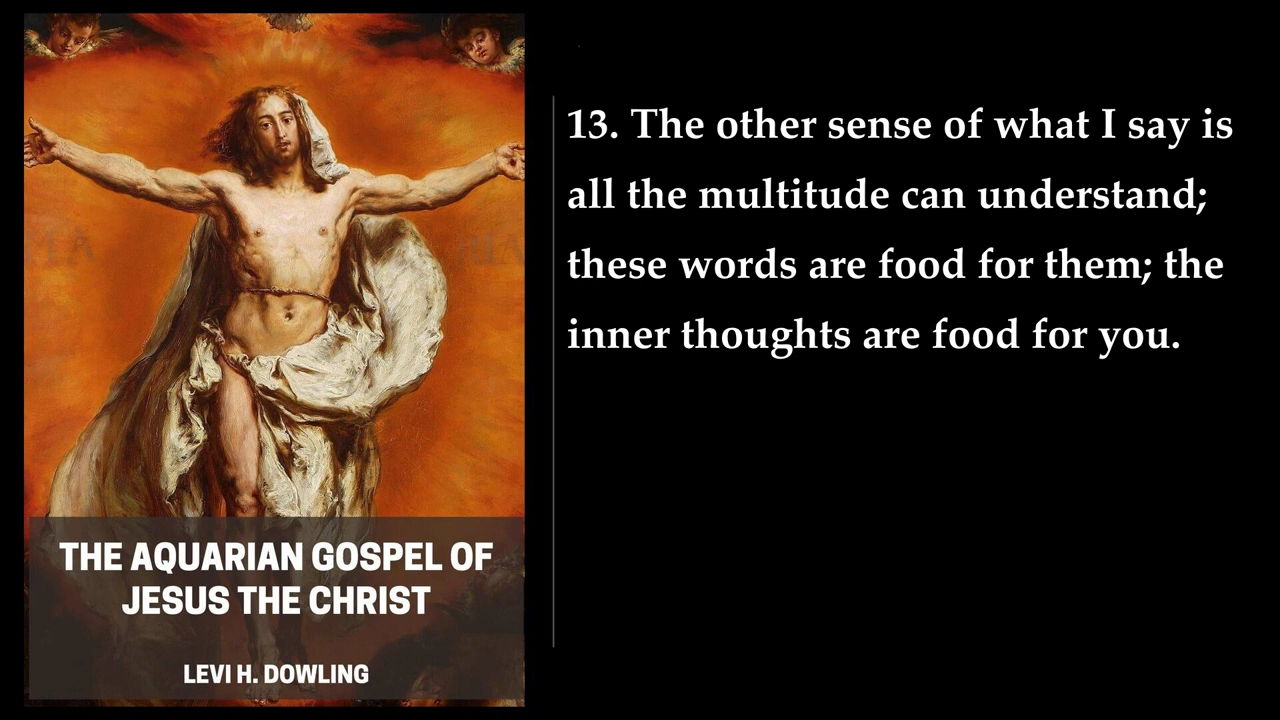 13. The other sense of what I say is
all the multitude can understand;
these words are food for them; the
inner thoughts are food for you.
THE AQUARIAN GOSPEL OF
JESUS THE CHRIST
LEVI H. DOWLING